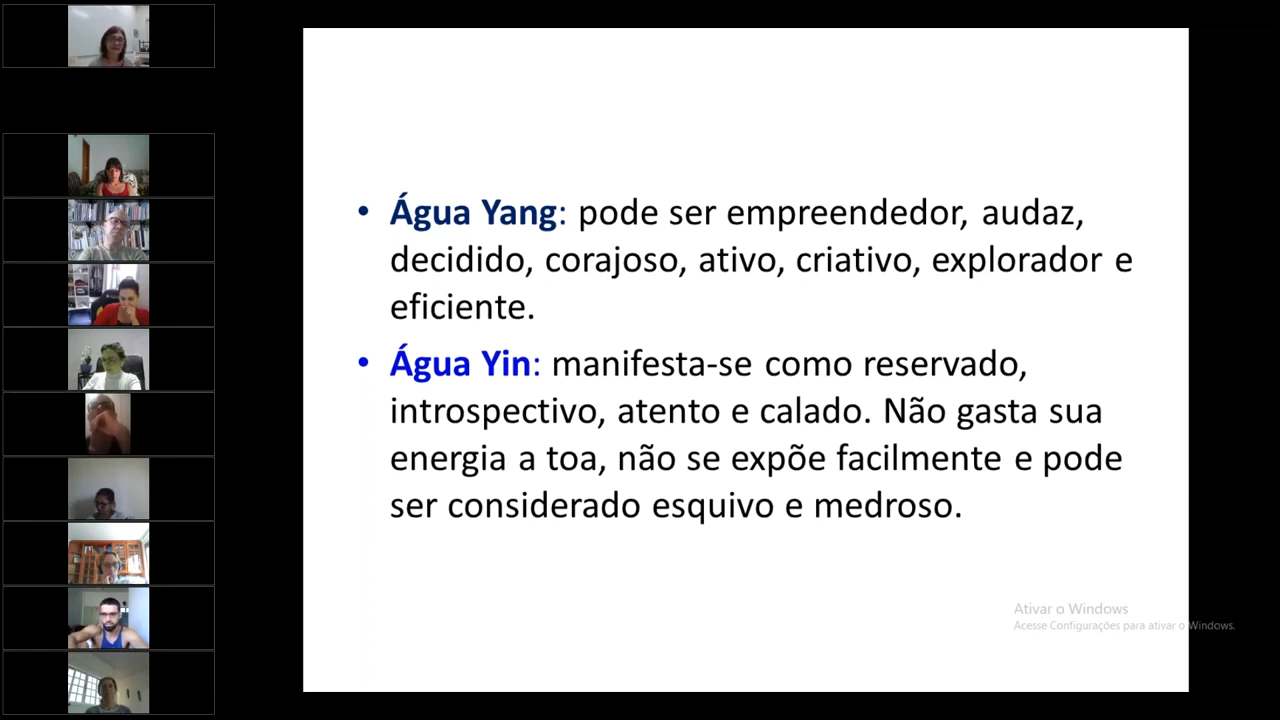 • Água Yang: pode ser empreendedor, audaz,
decidido, corajoso, ativo, criativo, explorador e
eficiente.
• Água Yin: manifesta-se como reservado,
introspectivo, atento e calado. Não gasta sua
energia a toa, não se expõe facilmente e pode
ser considerado esquivo e medroso.
Ativar o Windows
Acesse Configurações para ativar o Windows.